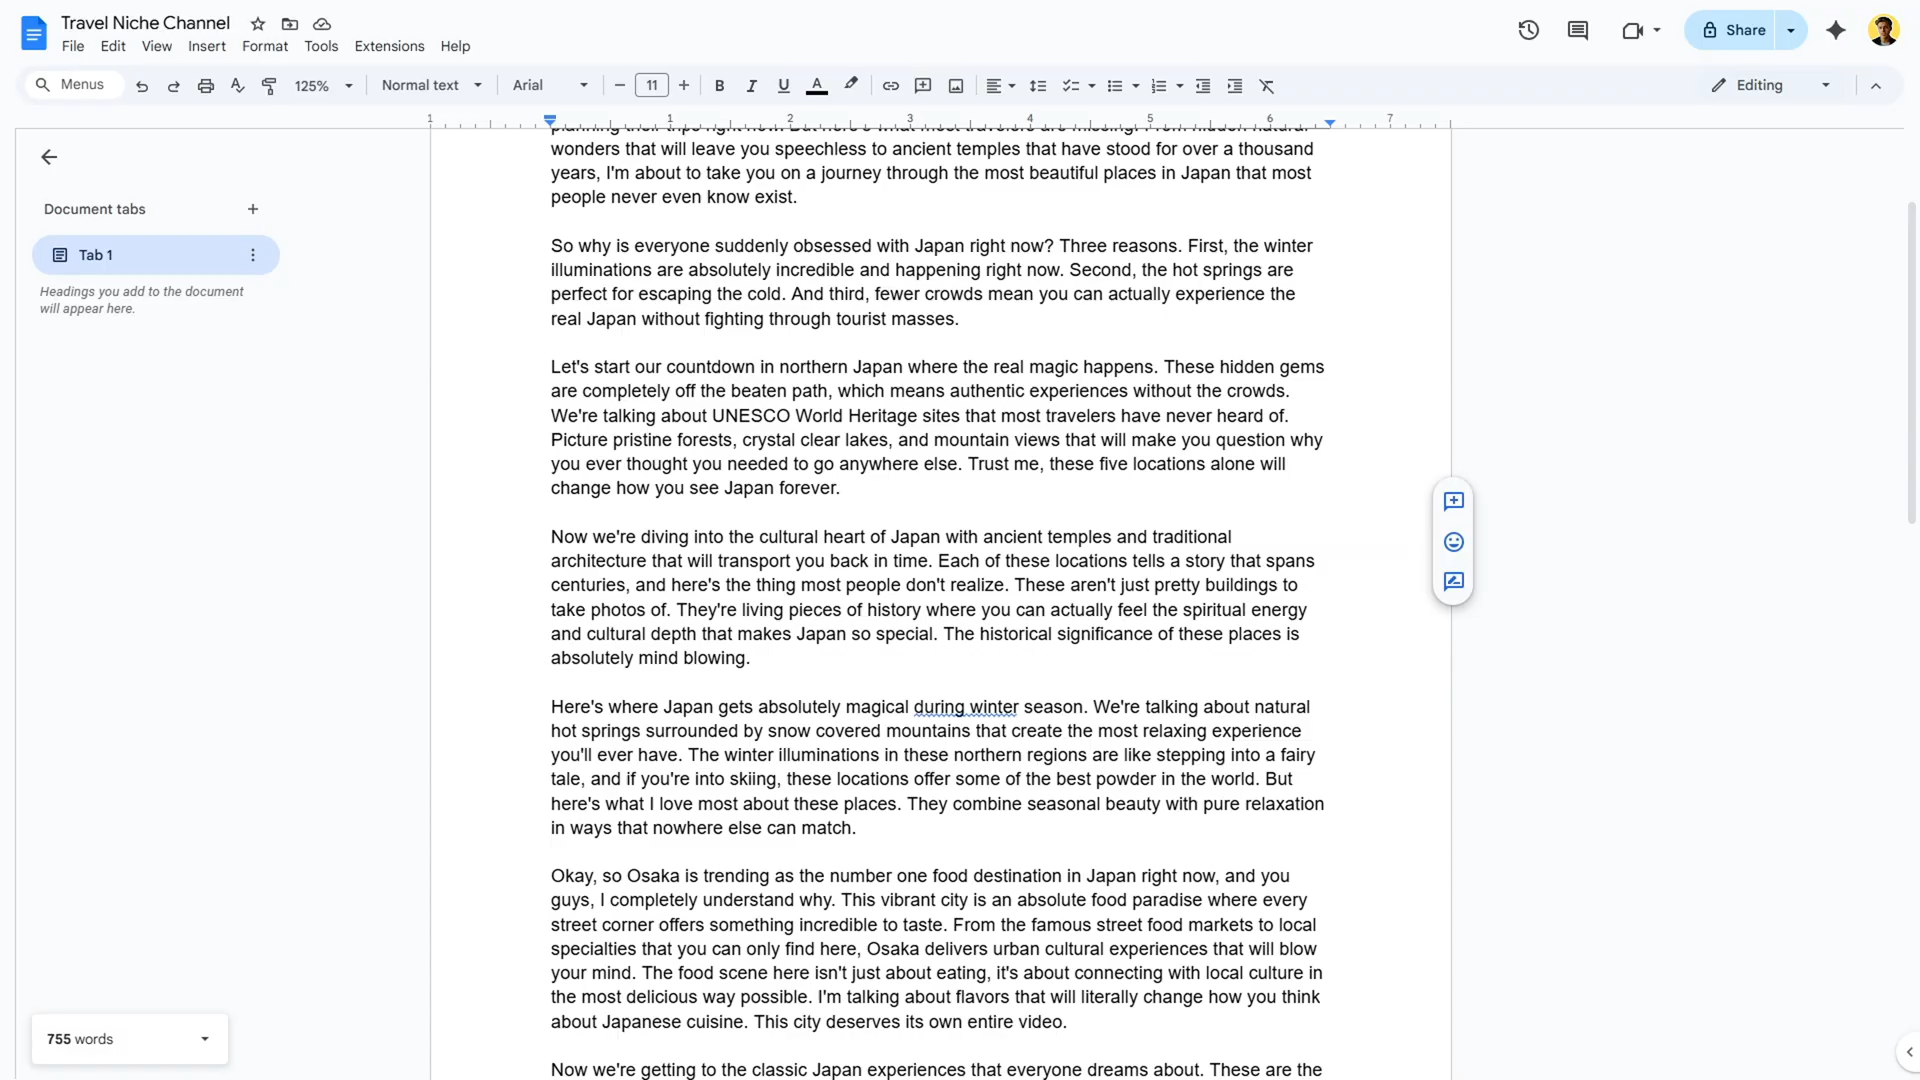 Travel Niche Channel
File Edit View Insert Format Tools Extensions Help
Share
Menus
125%
Normal text
Arial
11
Editing
1 1 2 3 4 5 6 7
Document tabs
Tab 1
Headings you add to the document
will appear here.
planning their trips right now. But here's what most travelers are missing. From hidden natural
wonders that will leave you speechless to ancient temples that have stood for over a thousand
years, I'm about to take you on a journey through the most beautiful places in Japan that most
people never even know exist.
So why is everyone suddenly obsessed with Japan right now? Three reasons. First, the winter
illuminations are absolutely incredible and happening right now. Second, the hot springs are
perfect for escaping the cold. And third, fewer crowds mean you can actually experience the
real Japan without fighting through tourist masses.
Let's start our countdown in northern Japan where the real magic happens. These hidden gems
are completely off the beaten path, which means authentic experiences without the crowds.
We're talking about UNESCO World Heritage sites that most travelers have never heard of.
Picture pristine forests, crystal clear lakes, and mountain views that will make you question why
you ever thought you needed to go anywhere else. Trust me, these five locations alone will
change how you see Japan forever.
Now we're diving into the cultural heart of Japan with ancient temples and traditional
architecture that will transport you back in time. Each of these locations tells a story that spans
centuries, and here's the thing most people don't realize. These aren't just pretty buildings to
take photos of. They're living pieces of history where you can actually feel the spiritual energy
and cultural depth that makes Japan so special. The historical significance of these places is
absolutely mind blowing.
Here's where Japan gets absolutely magical during winter season. We're talking about natural
hot springs surrounded by snow covered mountains that create the most relaxing experience
you'll ever have. The winter illuminations in these northern regions are like stepping into a fairy
tale, and if you're into skiing, these locations offer some of the best powder in the world. But
here's what I love most about these places. They combine seasonal beauty with pure relaxation
in ways that nowhere else can match.
Okay, so Osaka is trending as the number one food destination in Japan right now, and you
guys, I completely understand why. This vibrant city is an absolute food paradise where every
street corner offers something incredible to taste. From the famous street food markets to local
specialties that you can only find here, Osaka delivers urban cultural experiences that will blow
your mind. The food scene here isn't just about eating, it's about connecting with local culture in
the most delicious way possible. I'm talking about flavors that will literally change how you think
about Japanese cuisine. This city deserves its own entire video.
Now we're getting to the classic Japan experiences that everyone dreams about. These are the
755 words